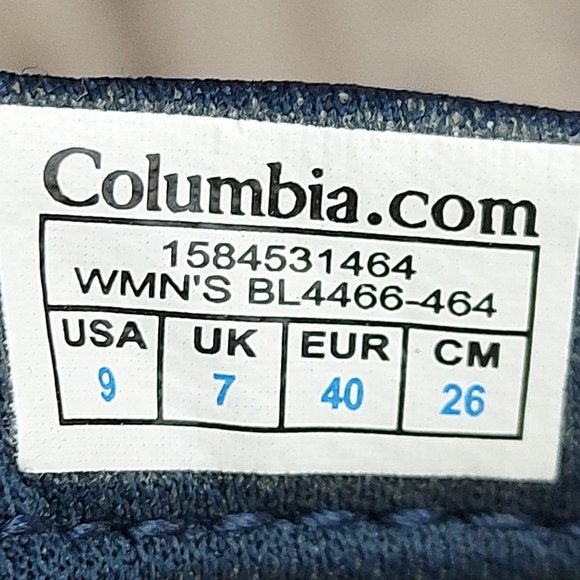 Columbia.com
1584531464
WMN'S BL4466-464
USA UK EUR CM
9 7 40 26